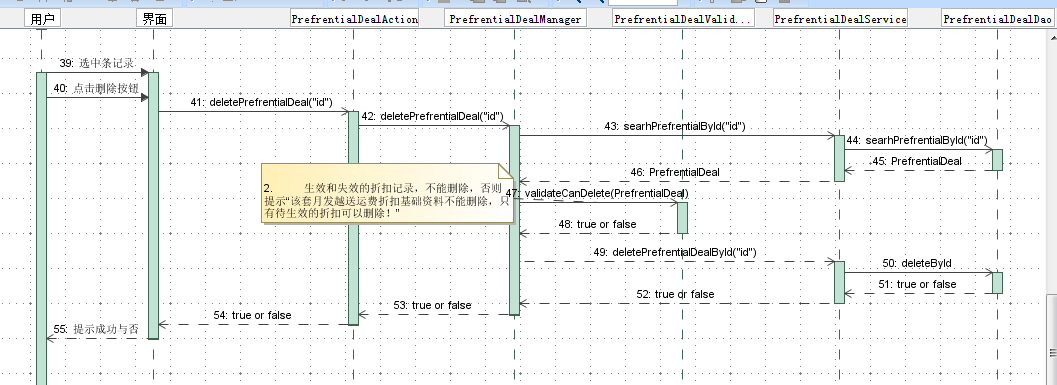 用户
界面
PrefrentialDealAction
PrefrentialDealManager
PrefrentialDealValid...
PrefrentialDealService
PrefrentialDealDao
39: 选中条记录
40: 点击删除按钮
41: deletePrefrentialDeal("id")
42: deletePrefrentialDeal("id")
43: searhPrefrentialById("id")
44: searhPrefrentialById("id")
45: PrefrentialDeal
46: PrefrentialDeal
2. 生效和失效的折扣记录，不能删除，否则
提示"该套月发越送运费折扣基础资料不能删除，只
有待生效的折扣可以删除！"
47: validateCanDelete(PrefrentialDeal)
48: true or false
49: deletePrefrentialDealById("id")
50: deleteById
51: true or false
52: true or false
53: true or false
54: true or false
55: 提示成功与否